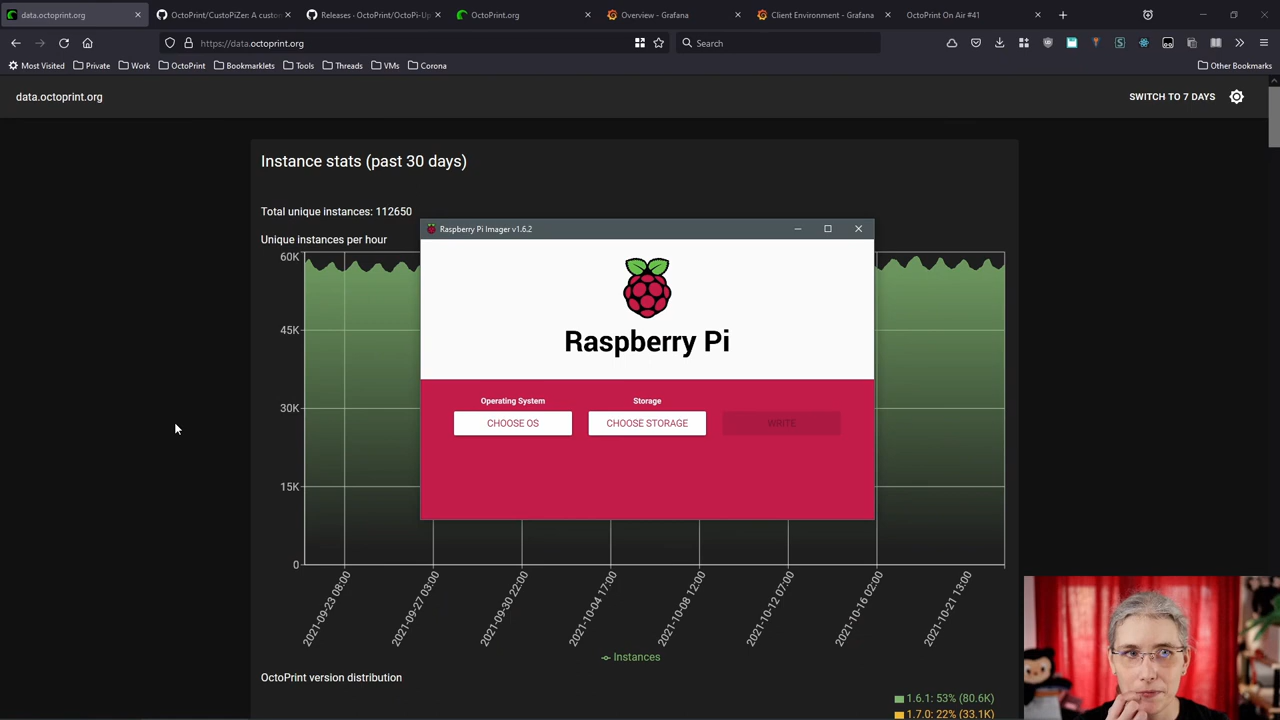 data.octoprint.org
OctoPrint/CustoPiZer: A custo
Releases · OctoPrint/OctoPi-Up
OctoPrint.org
Overview - Grafana
Client Environment - Grafana
OctoPrint On Air #41
https://data.octoprint.org
Search
Most Visited
Private
Work
OctoPrint
Bookmarklets
Tools
Threads
VMs
Corona
Other Bookmarks
data.octoprint.org
SWITCH TO 7 DAYS
Instance stats (past 30 days)
Total unique instances: 112650
Unique instances per hour
60K
45K
30K
15K
0
Raspberry Pi Imager v1.6.2
Raspberry Pi
Operating System
Storage
CHOOSE OS
CHOOSE STORAGE
WRITE
2021-09-23 08:00
2021-09-27 03:00
2021-09-30 22:00
2021-10-04 17:00
2021-10-08 12:00
2021-10-12 07:00
2021-10-16 02:00
2021-10-21 13:00
Instances
OctoPrint version distribution
1.6.1: 53% (80.6K)
1.7.0: 22% (33.1K)